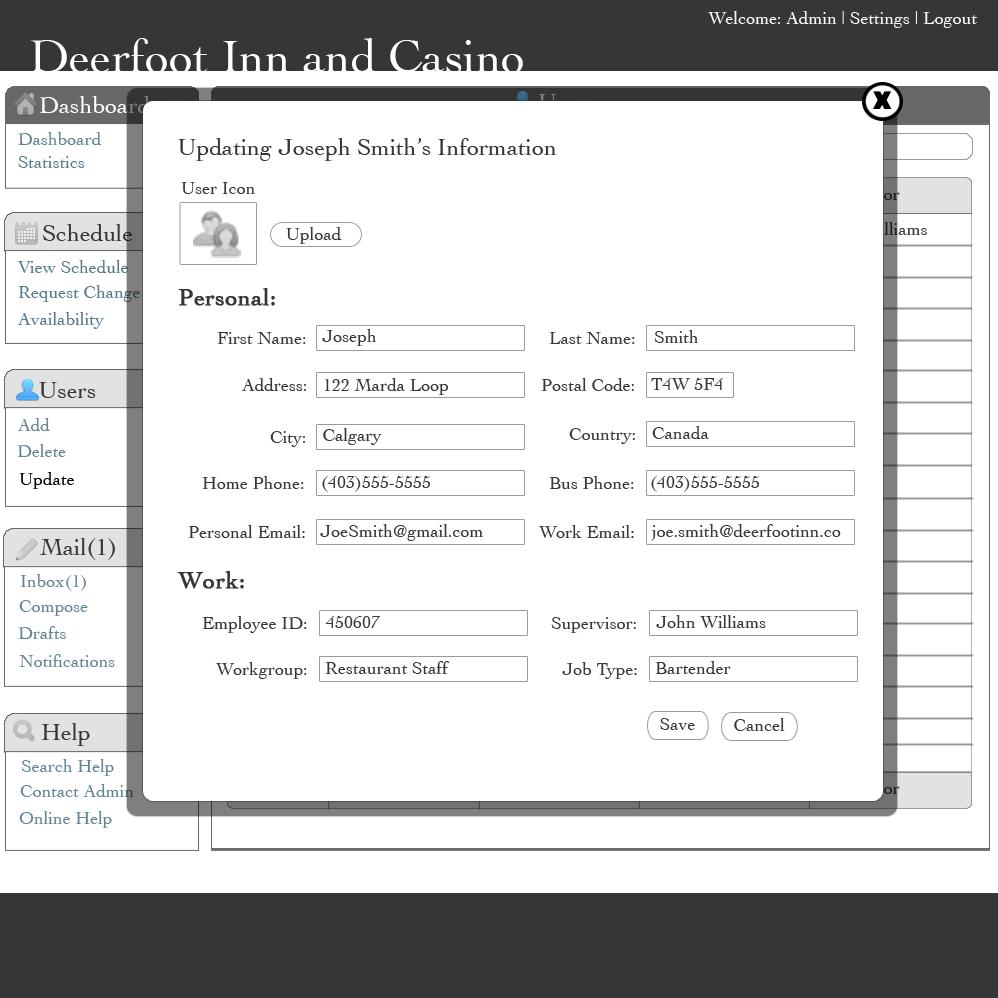 Welcome: Admin | Settings | Logout
Deerfoot Inn and Casino
Dashboard
Dashboard
Statistics
Schedule
View Schedule
Request Change
Availability
Users
Add
Delete
Update
Mail(1)
Inbox(1)
Compose
Drafts
Notifications
Help
Search Help
Contact Admin
Online Help
X
Updating Joseph Smith's Information
User Icon
Upload
Personal:
First Name: Joseph Last Name: Smith
Address: 122 Marda Loop Postal Code: T4W 5F4
City: Calgary Country: Canada
Home Phone: (403)555-5555 Bus Phone: (403)555-5555
Personal Email: JoeSmith@gmail.com Work Email: joe.smith@deerfootinn.co
Work:
Employee ID: 450607 Supervisor: John Williams
Workgroup: Restaurant Staff Job Type: Bartender
Save Cancel
or
lliams
or